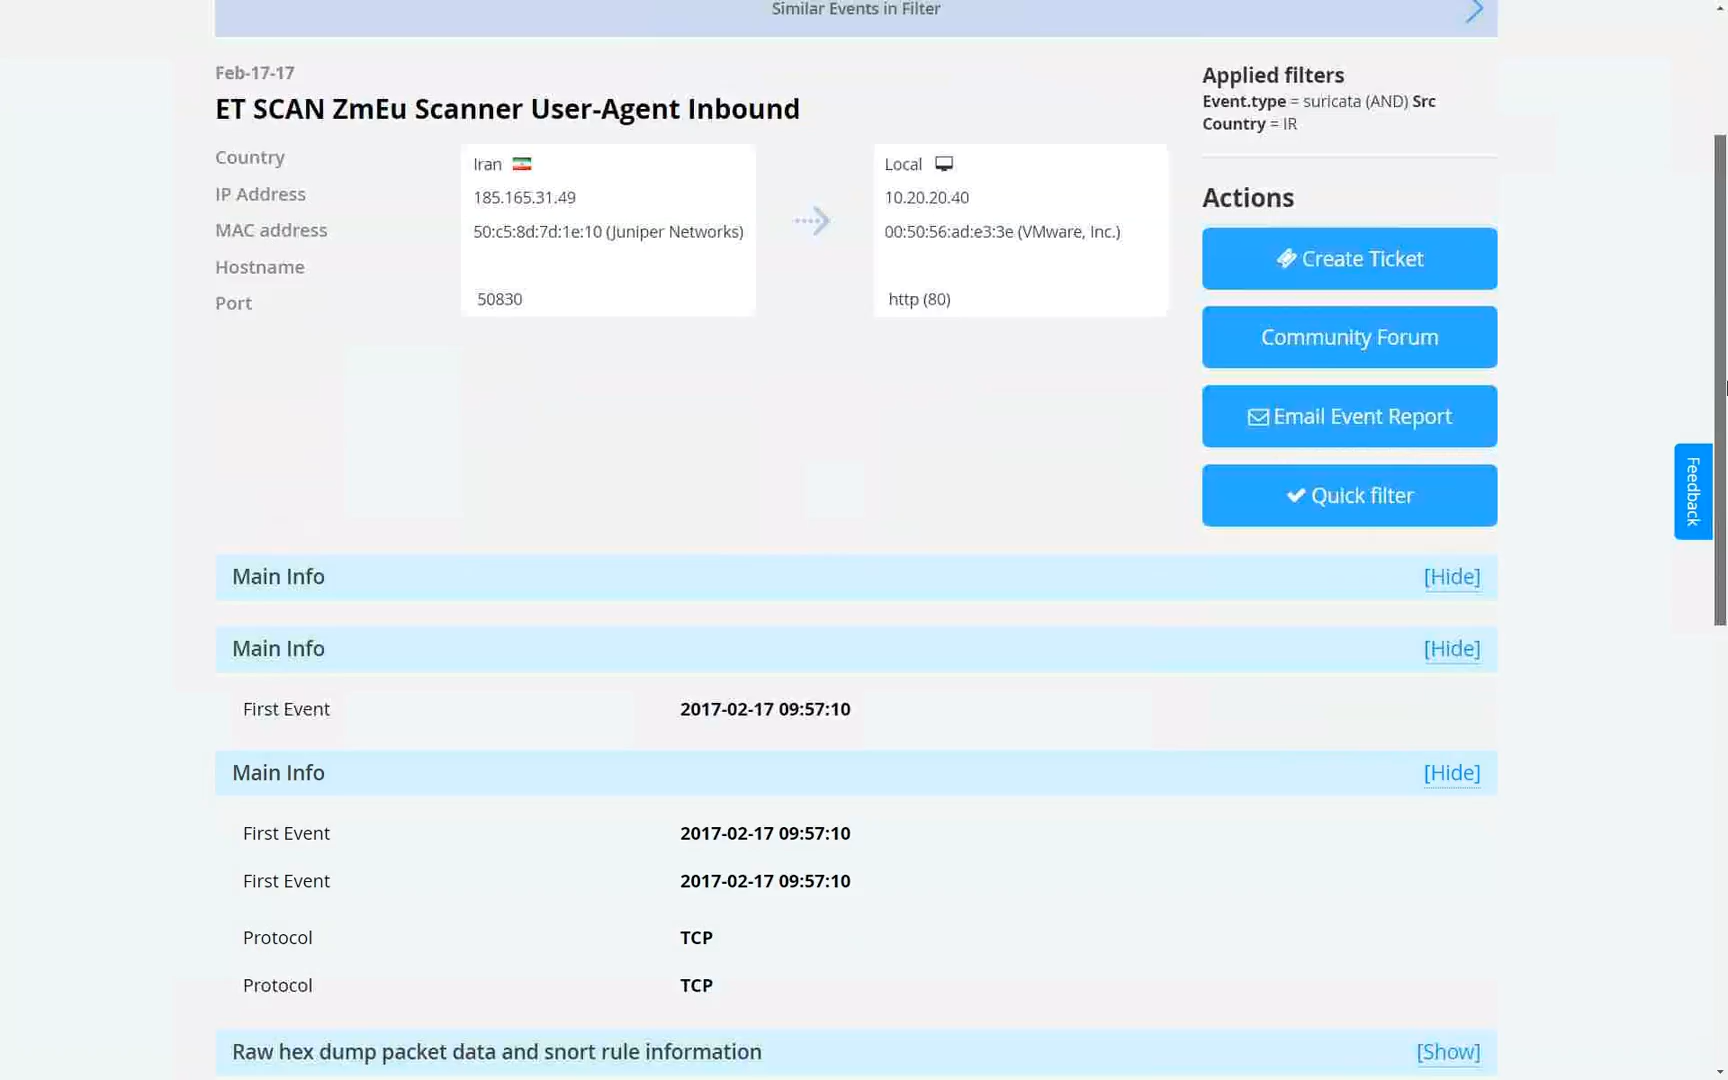 Similar Events in Filter
Feb-17-17
ET SCAN ZmEu Scanner User-Agent Inbound
Country
IP Address
MAC address
Hostname
Port
Iran
185.165.31.49
50:c5:8d:7d:1e:10 (Juniper Networks)
50830
Local
10.20.20.40
00:50:56:ad:e3:3e (VMware, Inc.)
http (80)
Applied filters
Event.type = suricata (AND) Src
Country = IR
Actions
Create Ticket
Community Forum
Email Event Report
Quick filter
Feedback
Main Info [Hide]
Main Info [Hide]
First Event 2017-02-17 09:57:10
Main Info [Hide]
First Event 2017-02-17 09:57:10
First Event 2017-02-17 09:57:10
Protocol TCP
Protocol TCP
Raw hex dump packet data and snort rule information [Show]